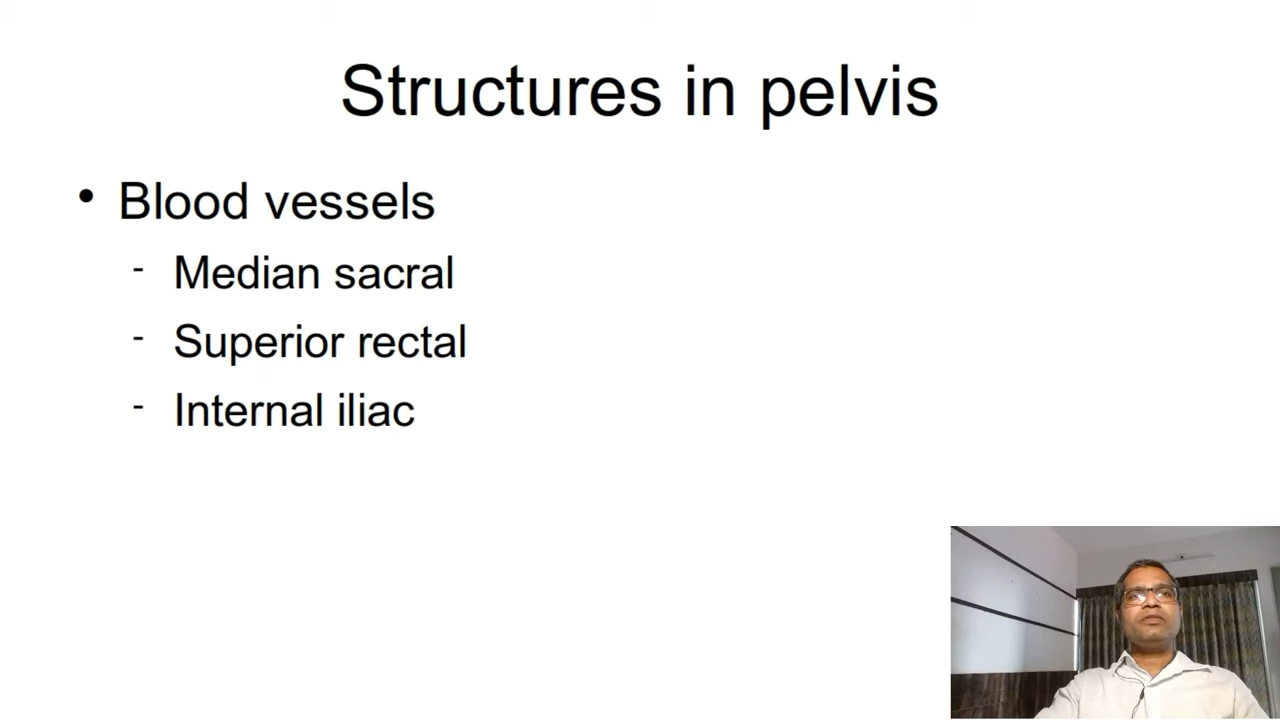 Structures in pelvis
• Blood vessels
- Median sacral
- Superior rectal
- Internal iliac